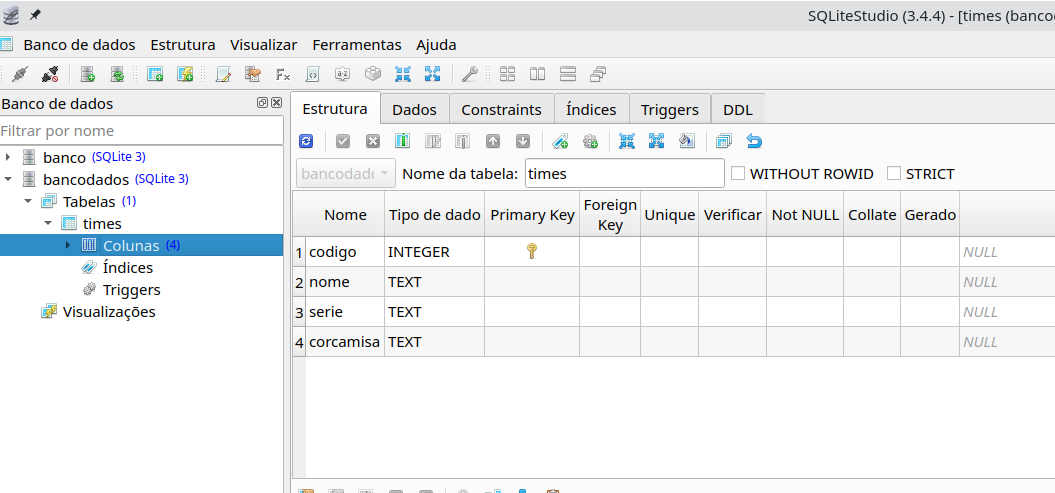 SQLiteStudio (3.4.4) - [times (banco
Banco de dados Estrutura Visualizar Ferramentas Ajuda
Banco de dados
Filtrar por nome
banco (SQLite 3)
bancodados (SQLite 3)
Tabelas (1)
times
Colunas (4)
Índices
Triggers
Visualizações
Estrutura Dados Constraints Índices Triggers DDL
bancodado Nome da tabela: times WITHOUT ROWID STRICT
Nome Tipo de dado Primary Key Foreign Key Unique Verificar Not NULL Collate Gerado
1 codigo INTEGER NULL
2 nome TEXT NULL
3 serie TEXT NULL
4 corcamisa TEXT NULL